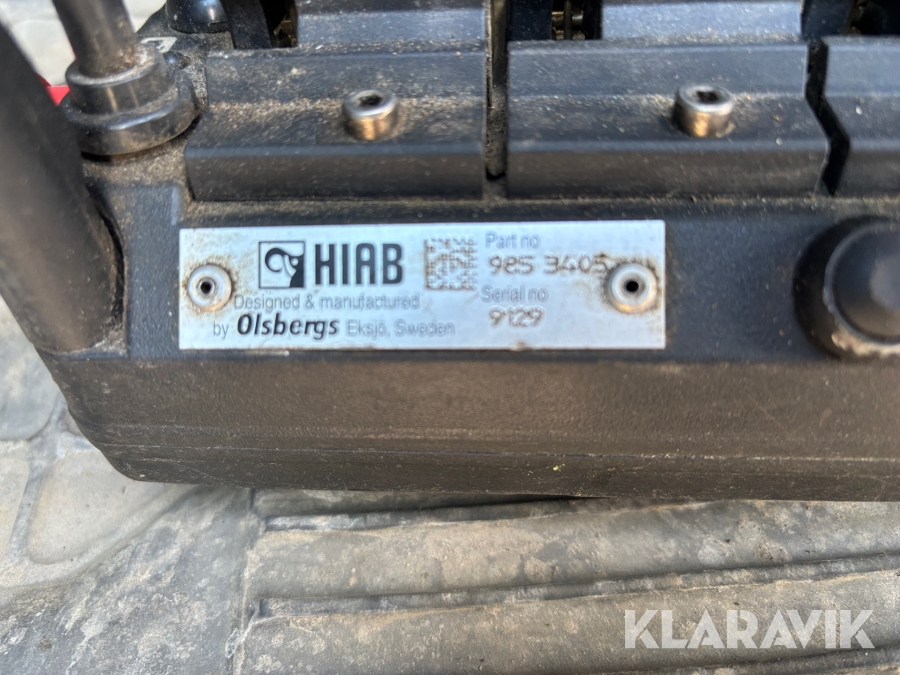 HIAB
Designed & manufactured
by Olsbergs Eksjö, Sweden
Part no
985 3405
Serial no
9129
KLARAVIK